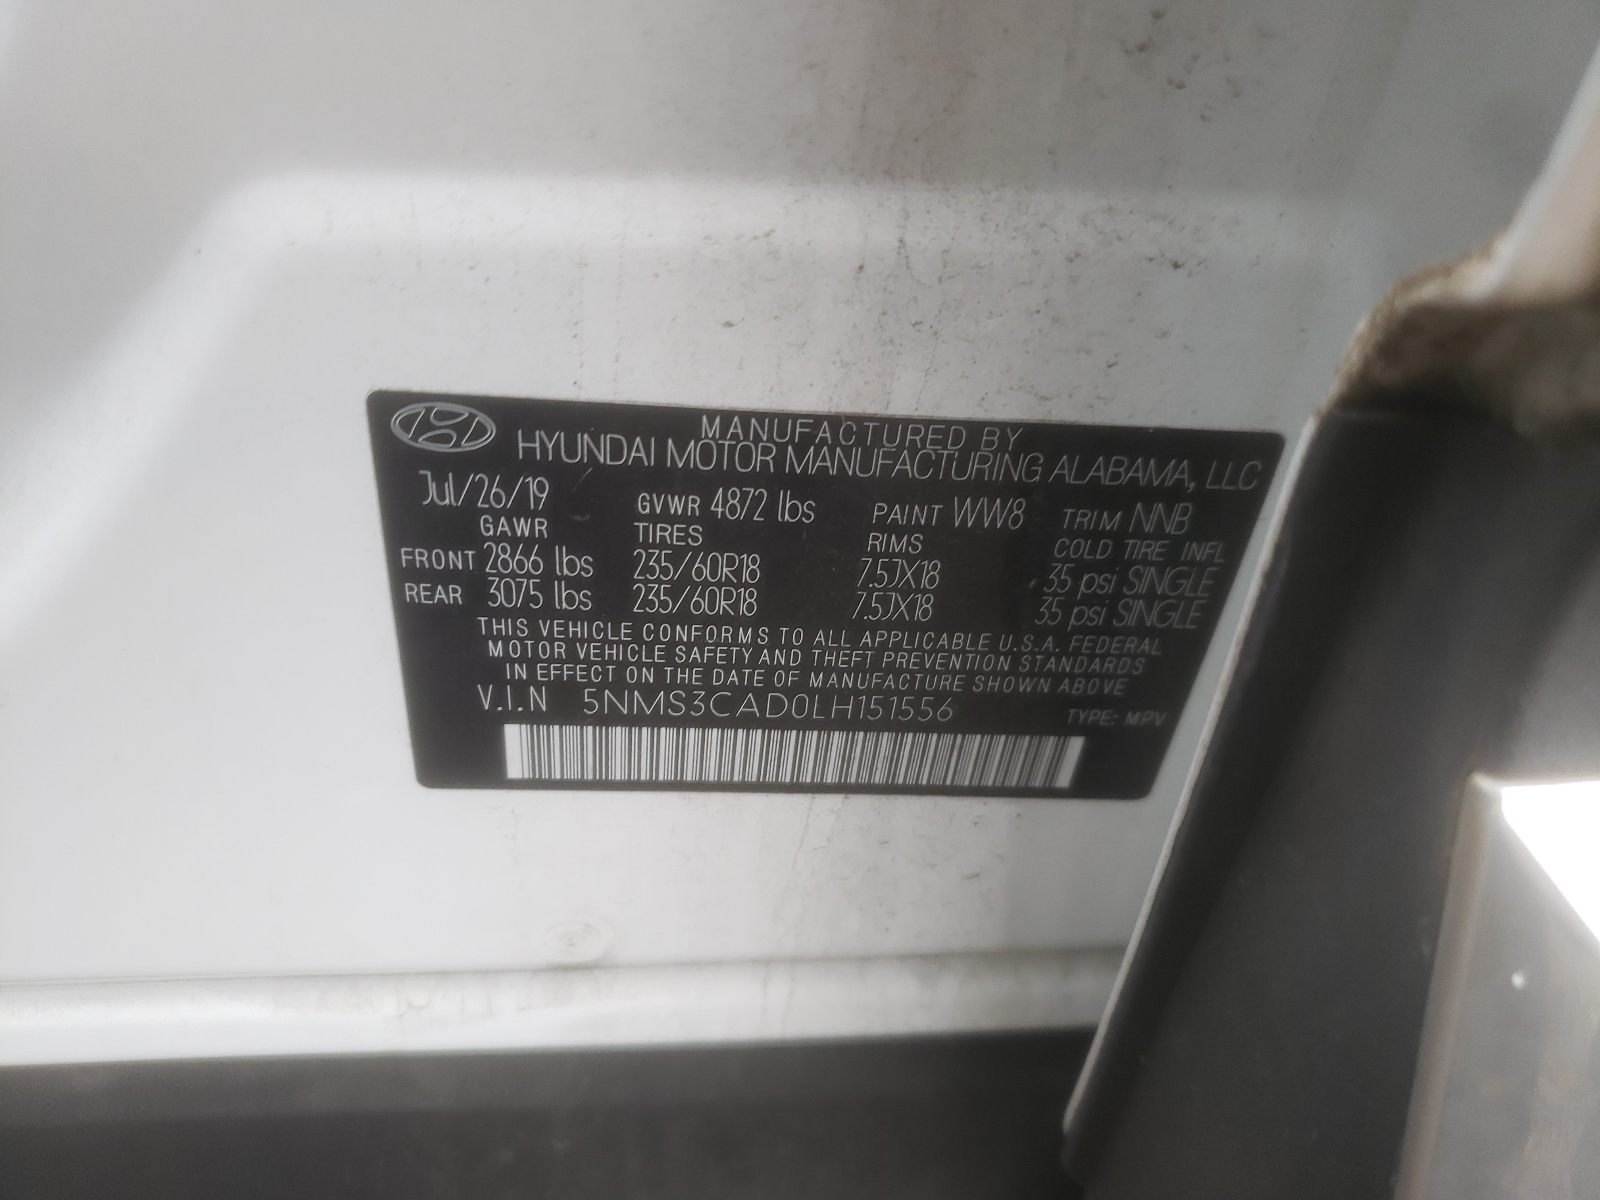 MANUFACTURED BY
HYUNDAI MOTOR MANUFACTURING ALABAMA, LLC
Jul/26/19 GVWR 4872 lbs PAINT WW8 TRIM NNB
GAWR TIRES RIMS COLD TIRE INFL
FRONT 2866 lbs 235/60R18 7.5JX18 35 psi SINGLE
REAR 3075 lbs 235/60R18 7.5JX18 35 psi SINGLE
THIS VEHICLE CONFORMS TO ALL APPLICABLE U.S.A. FEDERAL
MOTOR VEHICLE SAFETY AND THEFT PREVENTION STANDARDS
IN EFFECT ON THE DATE OF MANUFACTURE SHOWN ABOVE
V.I.N 5NMS3CAD0LH151556 TYPE: MPV